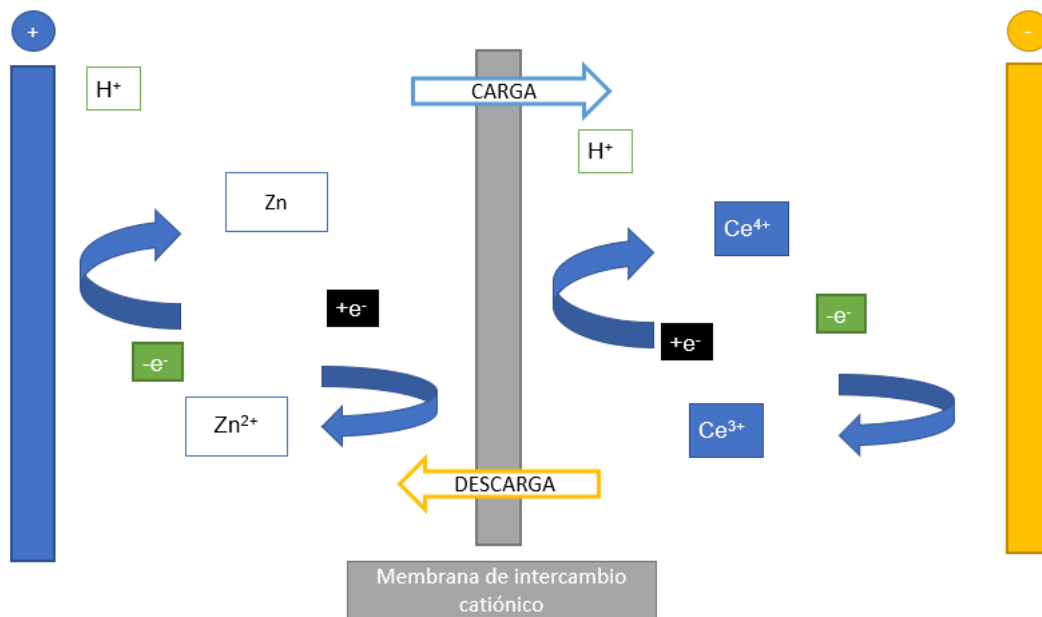 +
-
H⁺
CARGA
H⁺
Zn
Ce⁴⁺
+e⁻
-e⁻
+e⁻
-e⁻
Zn²⁺
Ce³⁺
DESCARGA
Membrana de intercambio
catiónico